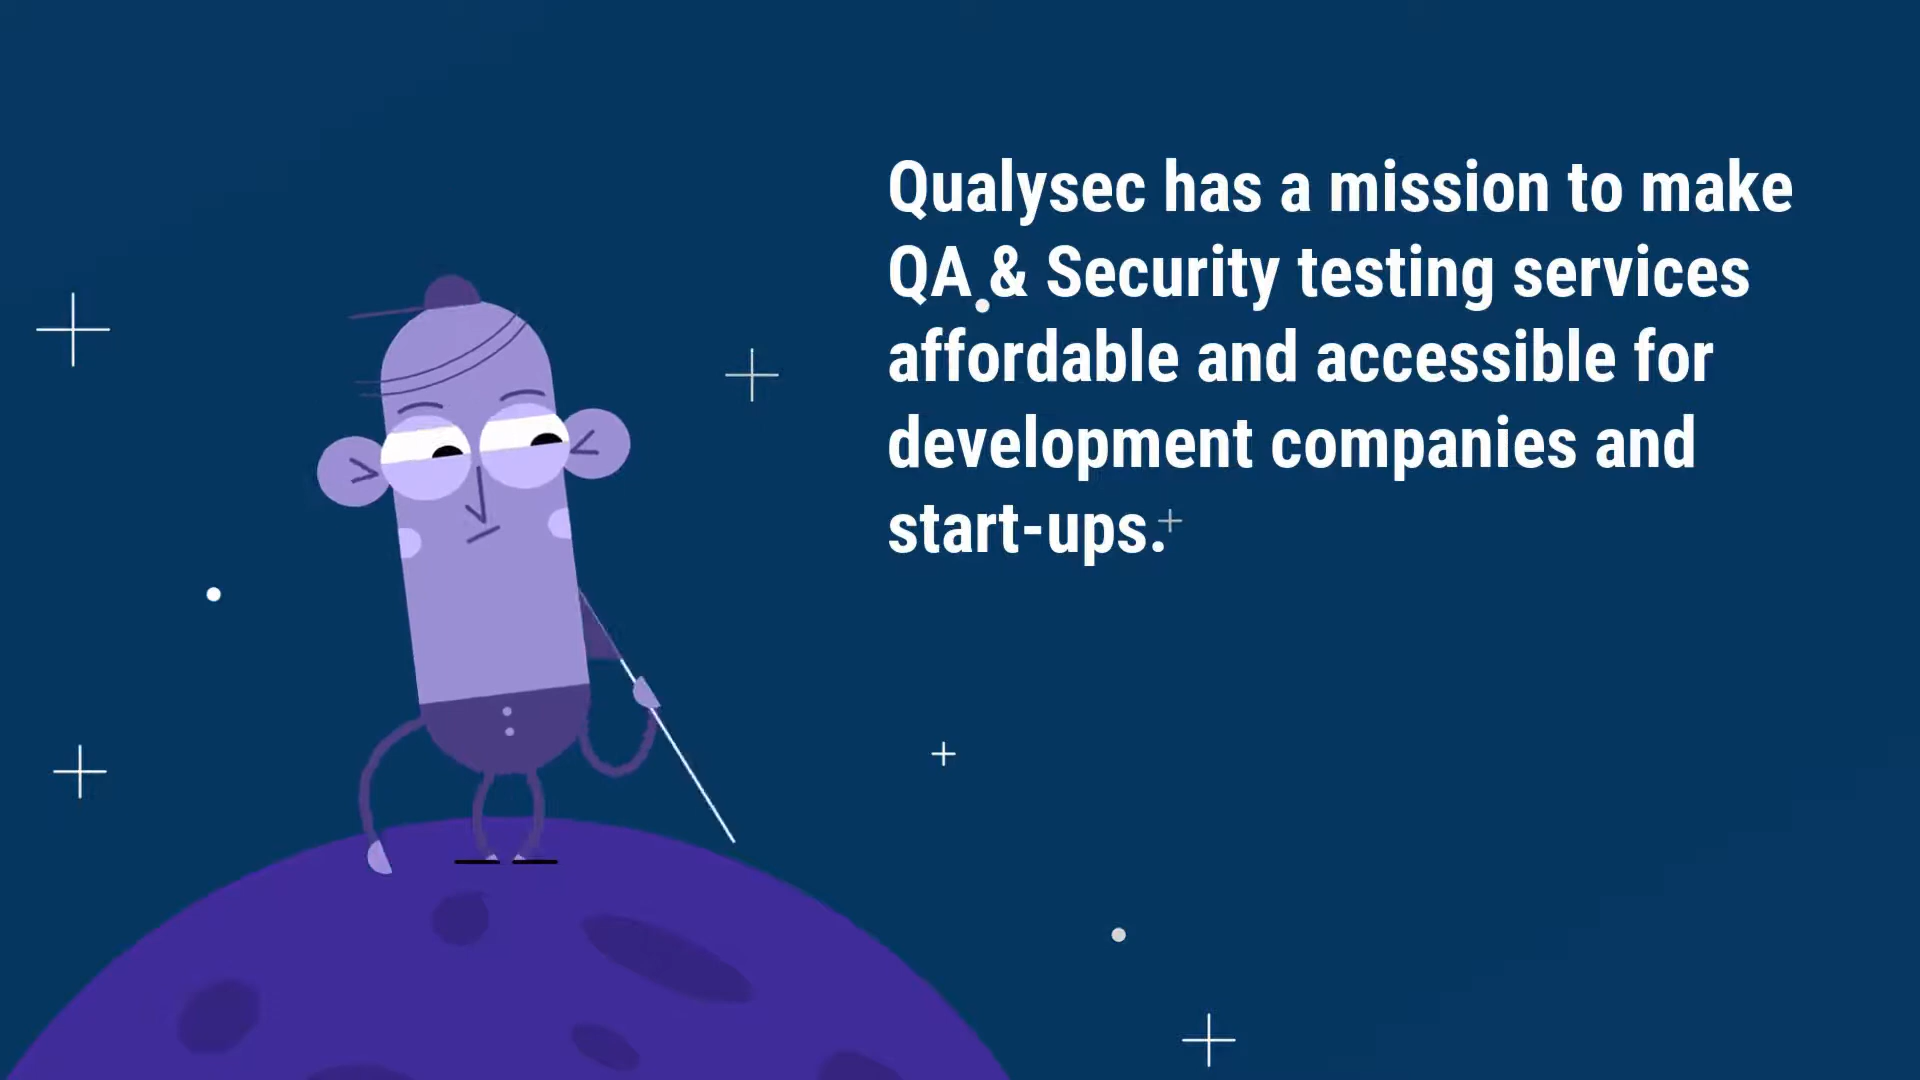 Qualysec has a mission to make
QA & Security testing services
affordable and accessible for
development companies and
start-ups.